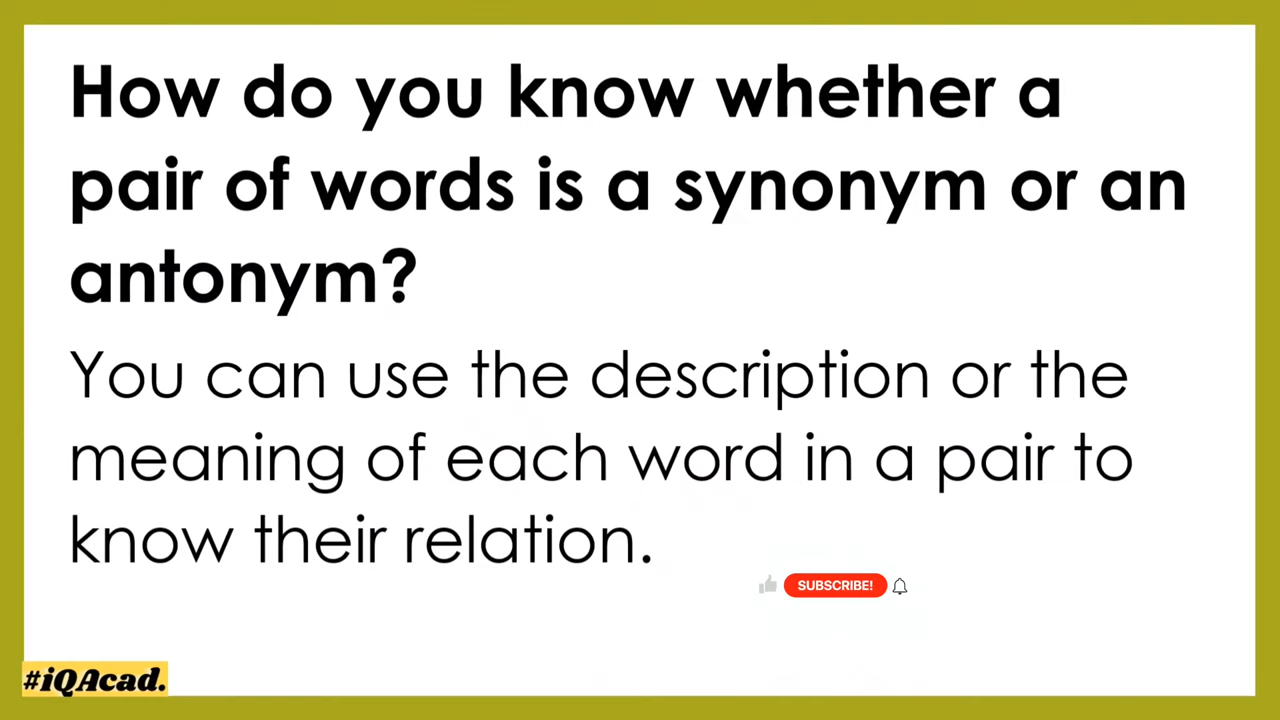 How do you know whether a
pair of words is a synonym or an
antonym?
You can use the description or the
meaning of each word in a pair to
know their relation.
SUBSCRIBE!
#iQAcad.